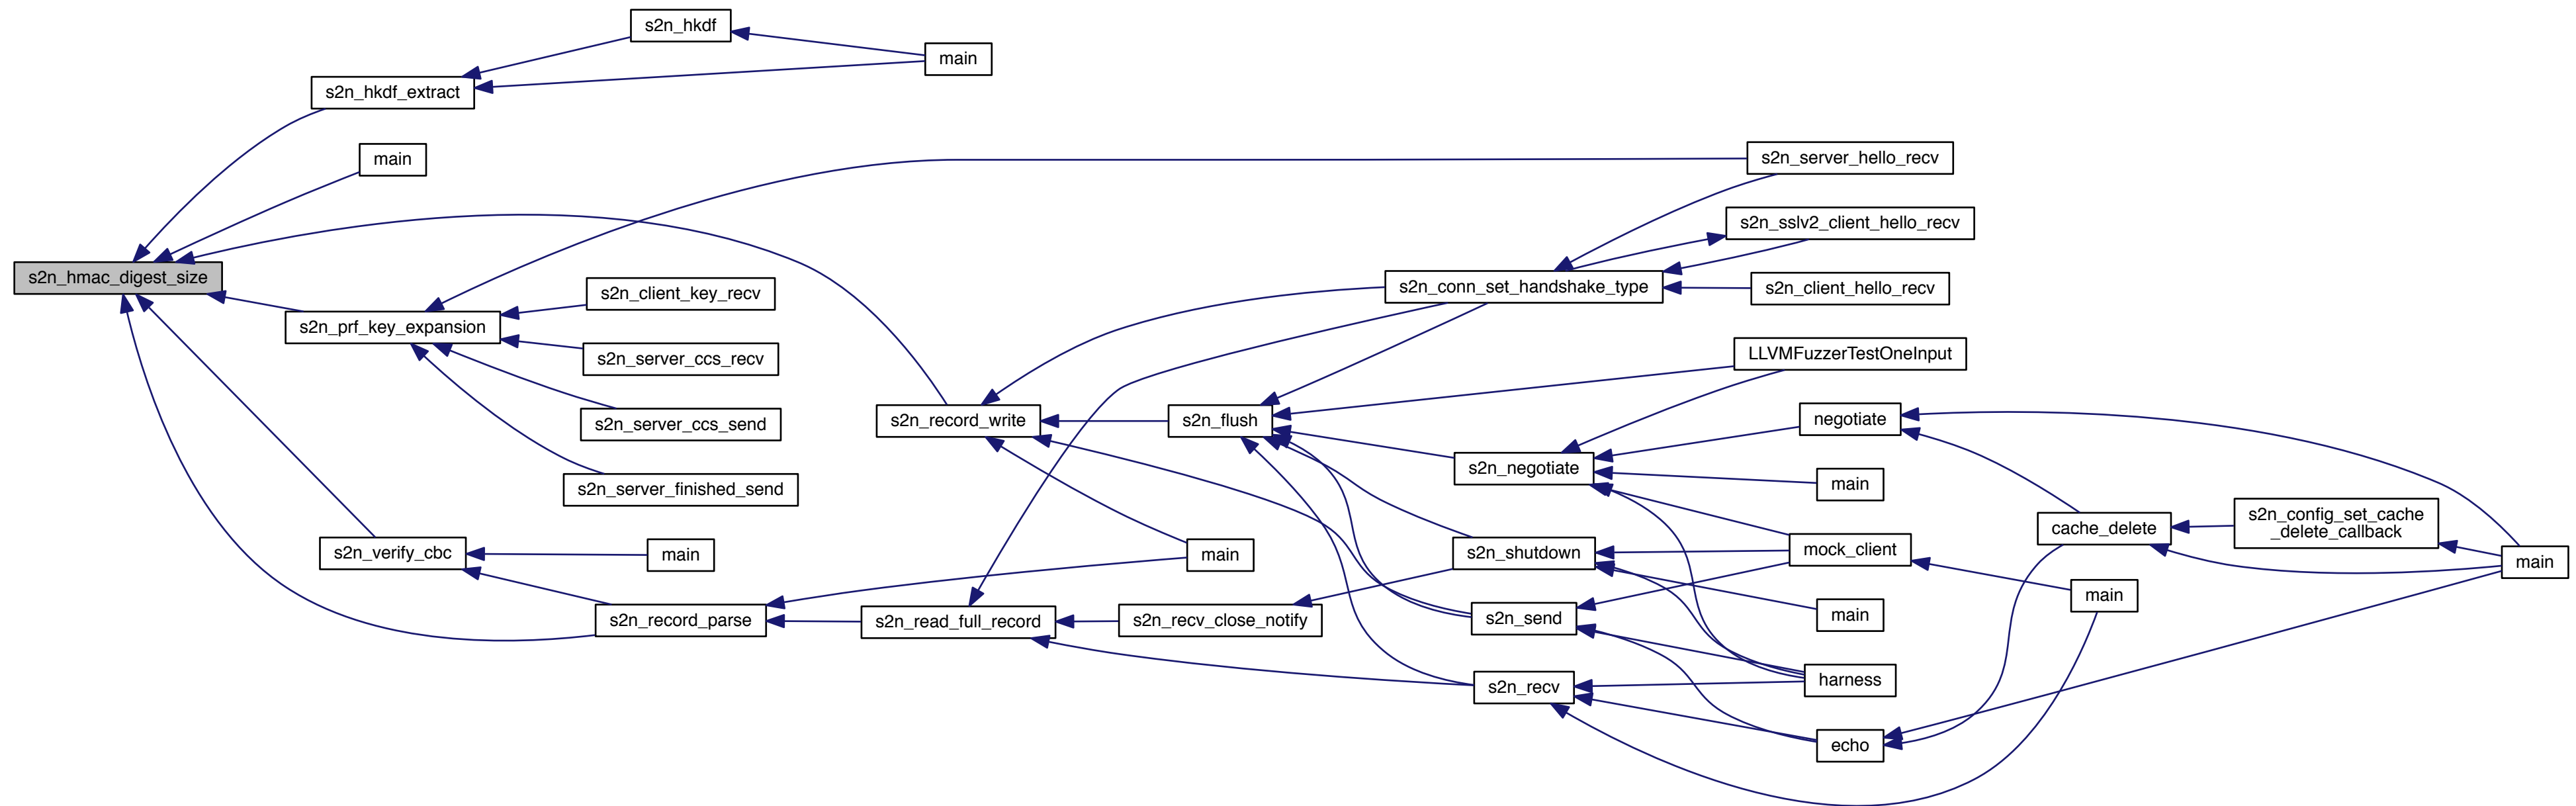 s2n_hkdf
main
s2n_hkdf_extract
main
s2n_server_hello_recv
s2n_sslv2_client_hello_recv
s2n_hmac_digest_size
s2n_client_key_recv
s2n_conn_set_handshake_type
s2n_client_hello_recv
s2n_prf_key_expansion
s2n_server_ccs_recv
LLVMFuzzerTestOneInput
s2n_server_ccs_send
s2n_record_write
s2n_flush
negotiate
s2n_negotiate
main
s2n_server_finished_send
s2n_config_set_cache
_delete_callback
cache_delete
s2n_verify_cbc
main
main
s2n_shutdown
mock_client
main
main
s2n_record_parse
s2n_read_full_record
s2n_recv_close_notify
s2n_send
main
s2n_recv
harness
echo